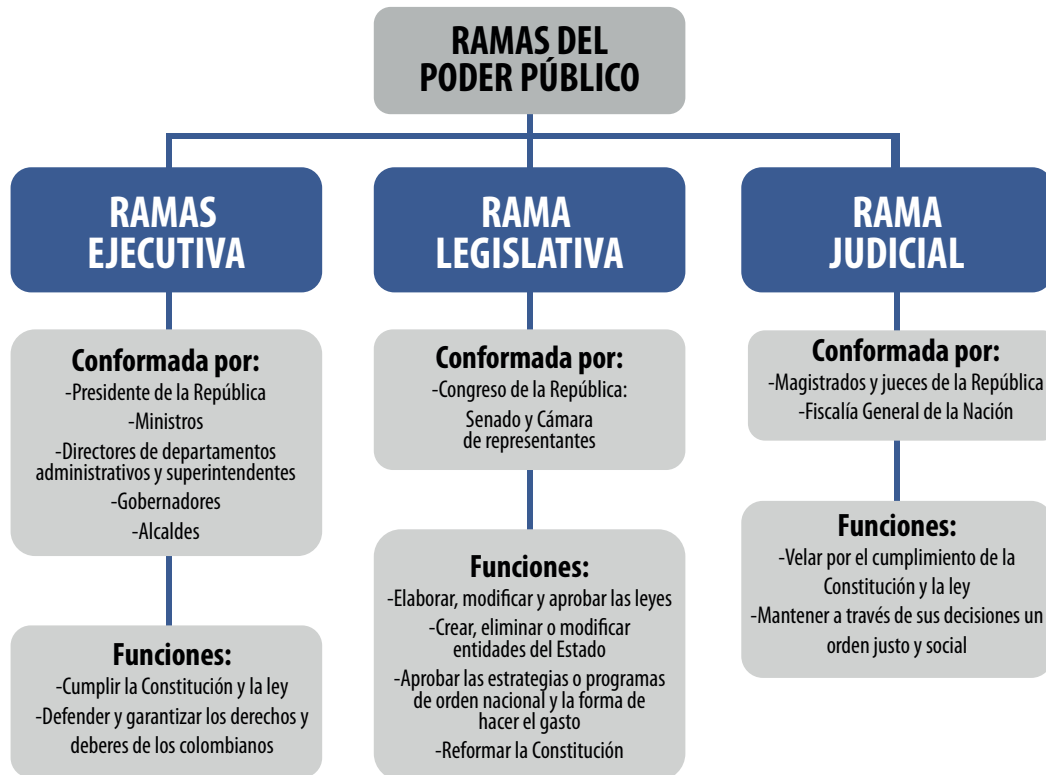 RAMAS DEL
PODER PÚBLICO
RAMAS
EJECUTIVA
Conformada por:
-Presidente de la República
-Ministros
-Directores de departamentos
administrativos y superintendentes
-Gobernadores
-Alcaldes
Funciones:
-Cumplir la Constitución y la ley
-Defender y garantizar los derechos y
deberes de los colombianos
RAMA
LEGISLATIVA
Conformada por:
-Congreso de la República:
Senado y Cámara
de representantes
Funciones:
-Elaborar, modificar y aprobar las leyes
-Crear, eliminar o modificar
entidades del Estado
-Aprobar las estrategias o programas
de orden nacional y la forma de
hacer el gasto
-Reformar la Constitución
RAMA
JUDICIAL
Conformada por:
-Magistrados y jueces de la República
-Fiscalía General de la Nación
Funciones:
-Velar por el cumplimiento de la
Constitución y la ley
-Mantener a través de sus decisiones un
orden justo y social